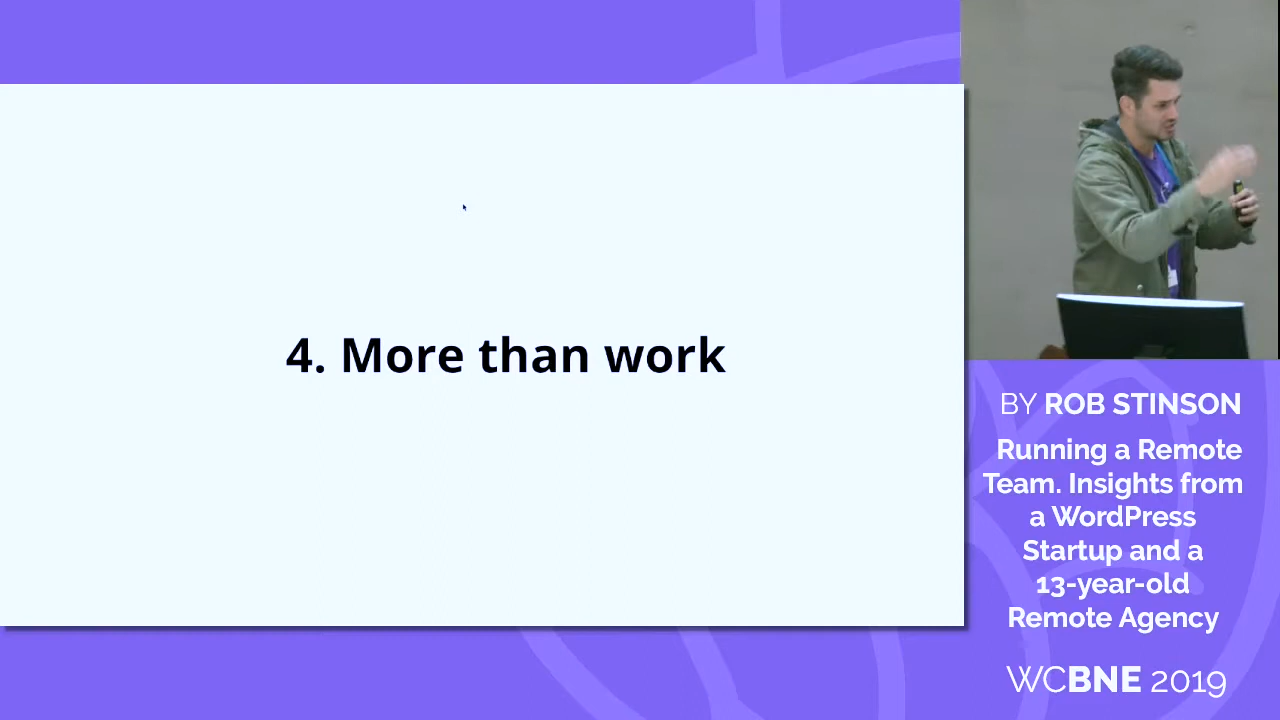 4. More than work
BY ROB STINSON
Running a Remote
Team. Insights from
a WordPress
Startup and a
13-year-old
Remote Agency
WCBNE 2019